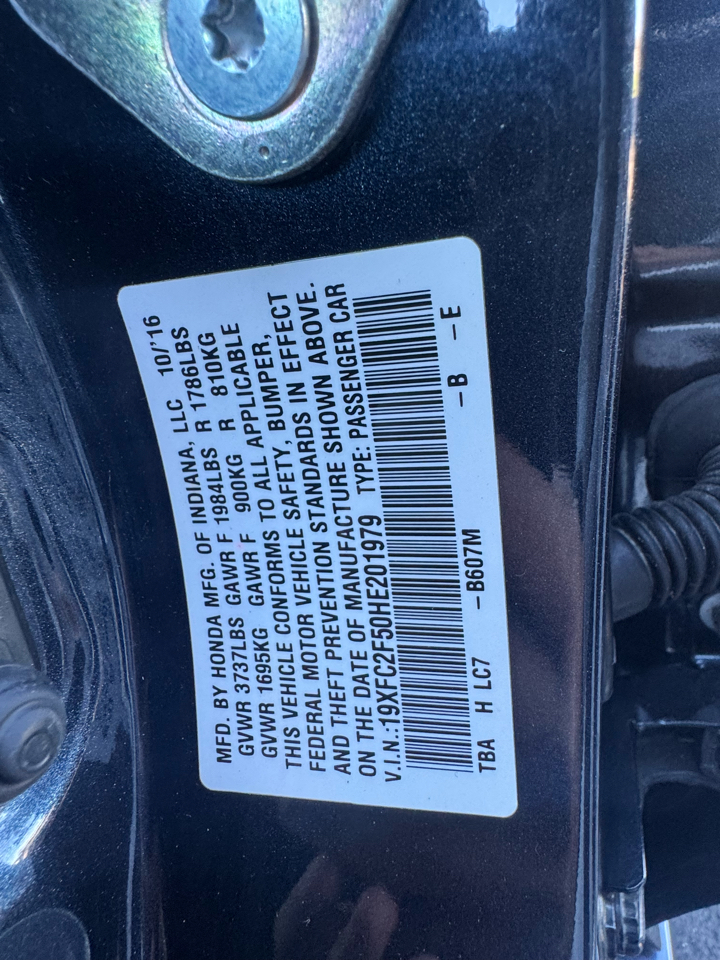 MFD. BY HONDA MFG. OF INDIANA, LLC 10/'16
GVWR 3737LBS GAWR F 1984LBS R 1786LBS
GVWR 1695KG GAWR F 900KG R 810KG
THIS VEHICLE CONFORMS TO ALL APPLICABLE
FEDERAL MOTOR VEHICLE SAFETY, BUMPER,
AND THEFT PREVENTION STANDARDS IN EFFECT
ON THE DATE OF MANUFACTURE SHOWN ABOVE.
V.I.N.:19XFC2F50HE201979 TYPE: PASSENGER CAR
TBA H LC7 -B607M -B -E